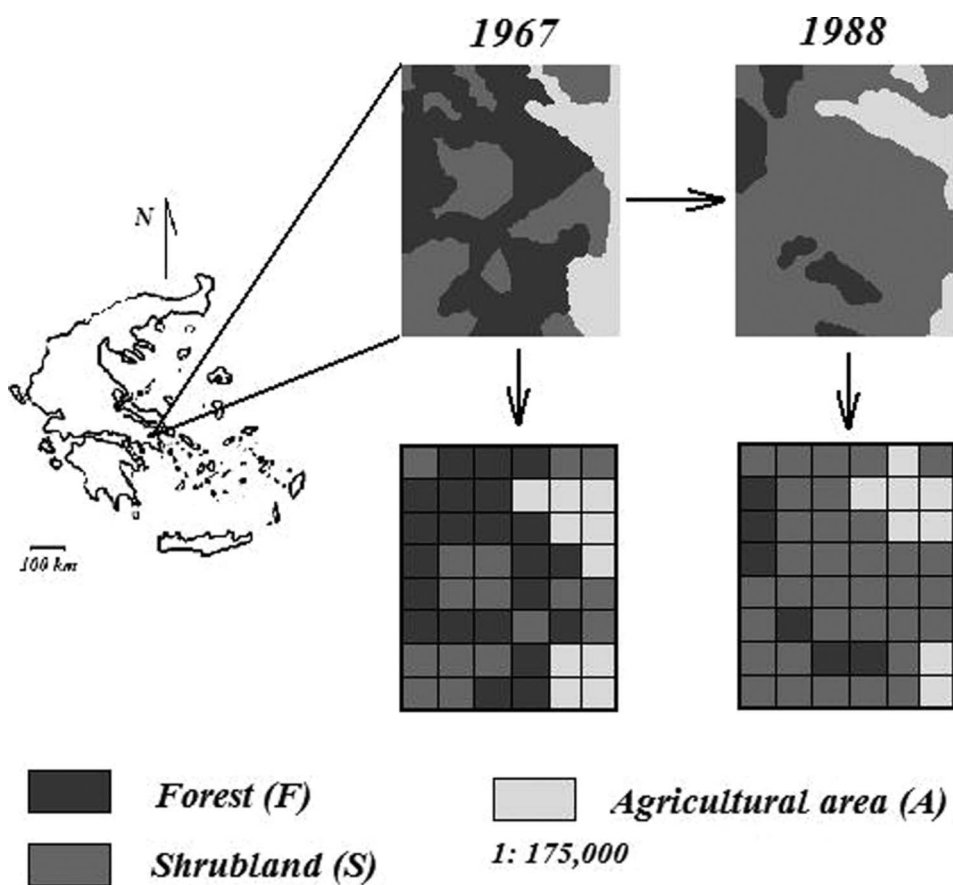 1967
1988
N
100 km
Forest (F)
Agricultural area (A)
Shrubland (S)
1: 175,000